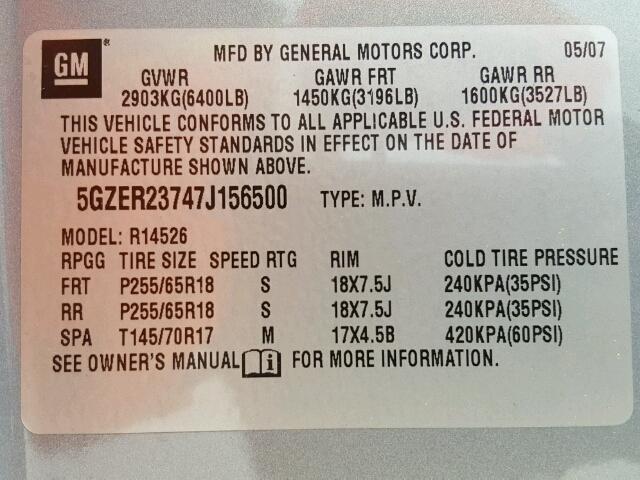 GM ® MFD BY GENERAL MOTORS CORP. 05/07
GVWR GAWR FRT GAWR RR
2903KG(6400LB) 1450KG(3196LB) 1600KG(3527LB)
THIS VEHICLE CONFORMS TO ALL APPLICABLE U.S. FEDERAL MOTOR
VEHICLE SAFETY STANDARDS IN EFFECT ON THE DATE OF
MANUFACTURE SHOWN ABOVE.
5GZER23747J156500 TYPE: M.P.V.
MODEL: R14526
RPGG TIRE SIZE SPEED RTG RIM COLD TIRE PRESSURE
FRT P255/65R18 S 18X7.5J 240KPA(35PSI)
RR P255/65R18 S 18X7.5J 240KPA(35PSI)
SPA T145/70R17 M 17X4.5B 420KPA(60PSI)
SEE OWNER'S MANUAL i FOR MORE INFORMATION.